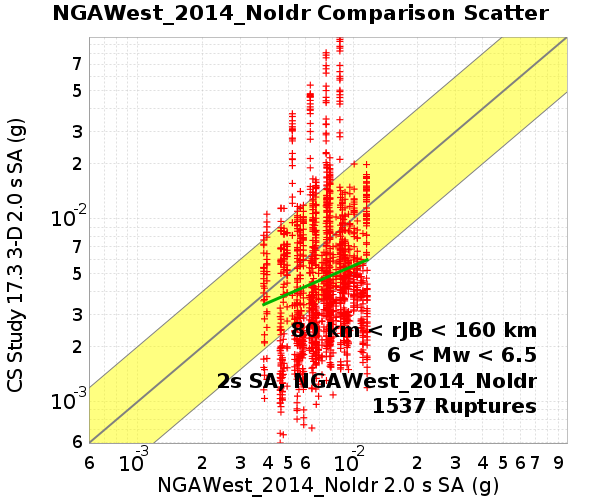 NGAWest_2014_NoIdr Comparison Scatter
CS Study 17.3 3-D 2.0 s SA (g)
7
5
3
2
10-2
7
5
3
2
10-3
6
80 km < rJB < 160 km
6 < Mw < 6.5
2s SA, NGAWest_2014_NoIdr
1537 Ruptures
6 10-3 2 3 4 5 6 10-2 2 3 4 5 6 7 9
NGAWest_2014_NoIdr 2.0 s SA (g)